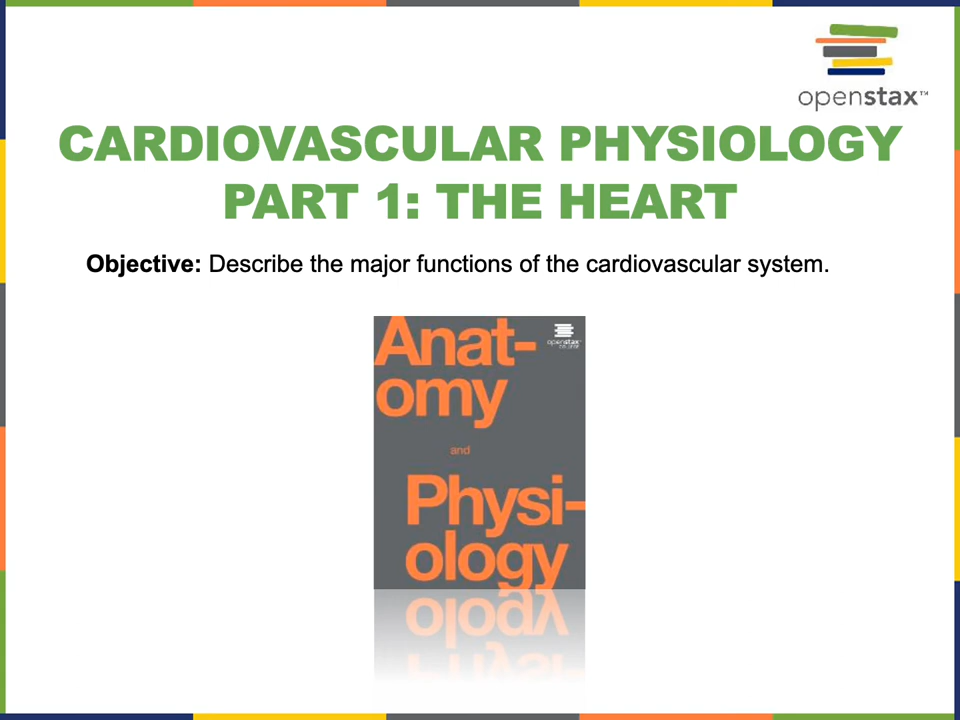 openstax™
CARDIOVASCULAR PHYSIOLOGY
PART 1: THE HEART
Objective: Describe the major functions of the cardiovascular system.
Anat-
omy
openstax
and
Physi-
ology